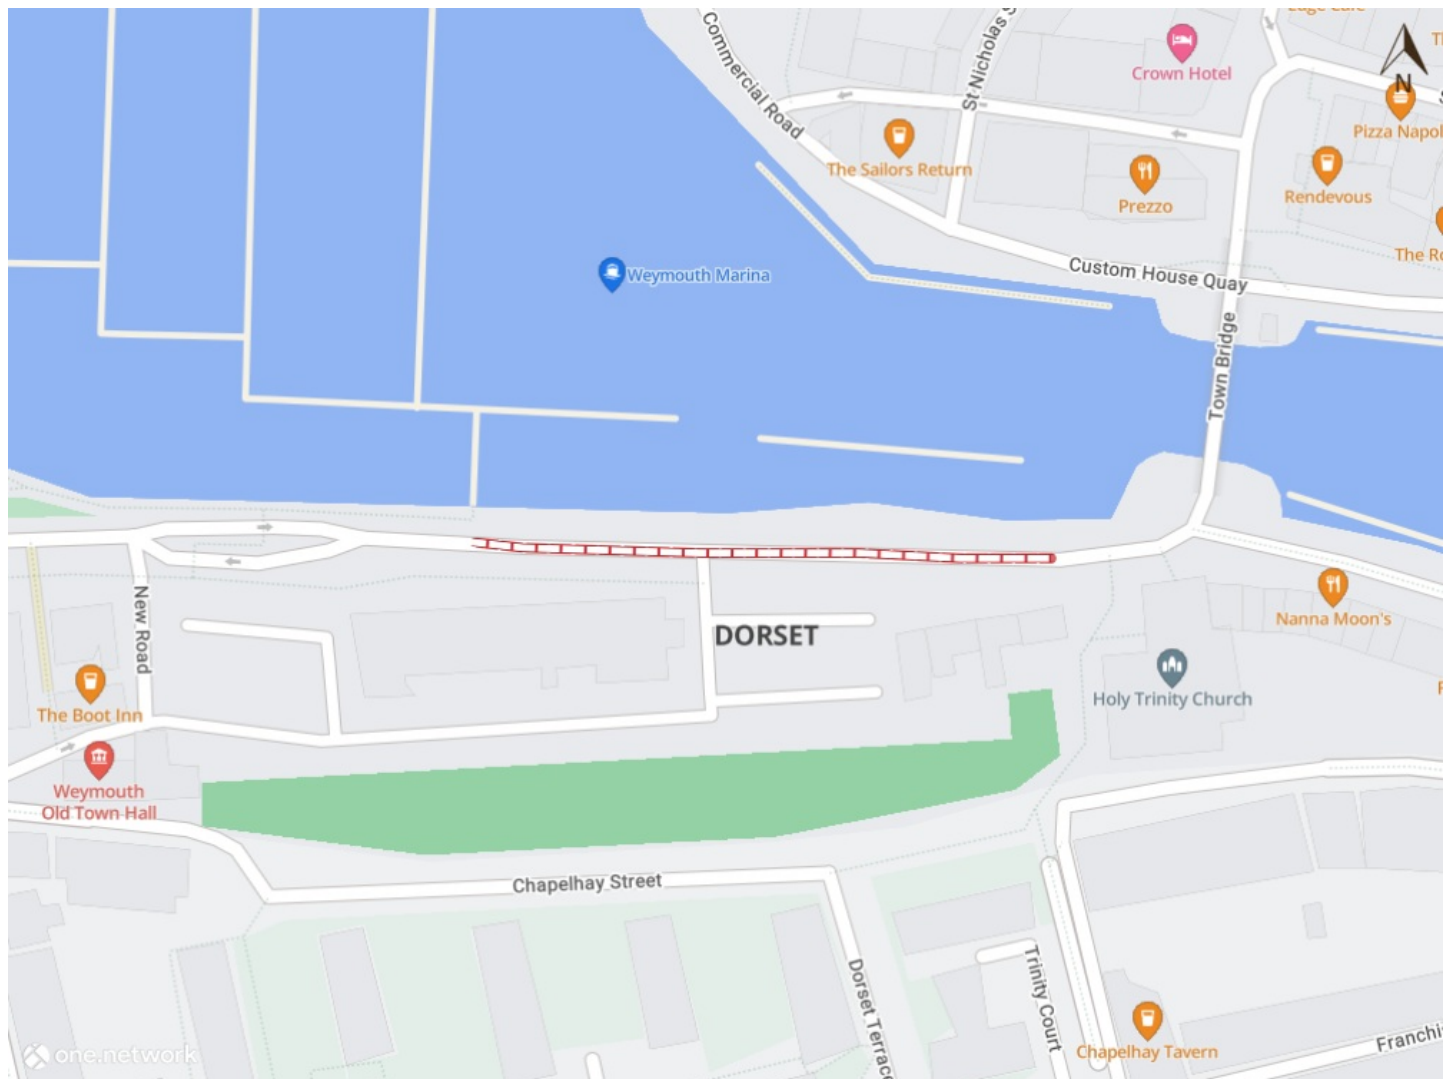 Edge Cafe
Commercial Road
St Nicholas S
Crown Hotel
N
Pizza Napol
The Sailors Return
Prezzo
Rendevous
The Ro
Weymouth Marina
Custom House Quay
Town Bridge
New Road
DORSET
Nanna Moon's
Holy Trinity Church
The Boot Inn
Weymouth
Old Town Hall
Chapelhay Street
Dorset Terrace
Trinity Court
Chapelhay Tavern
Franchi
one.network